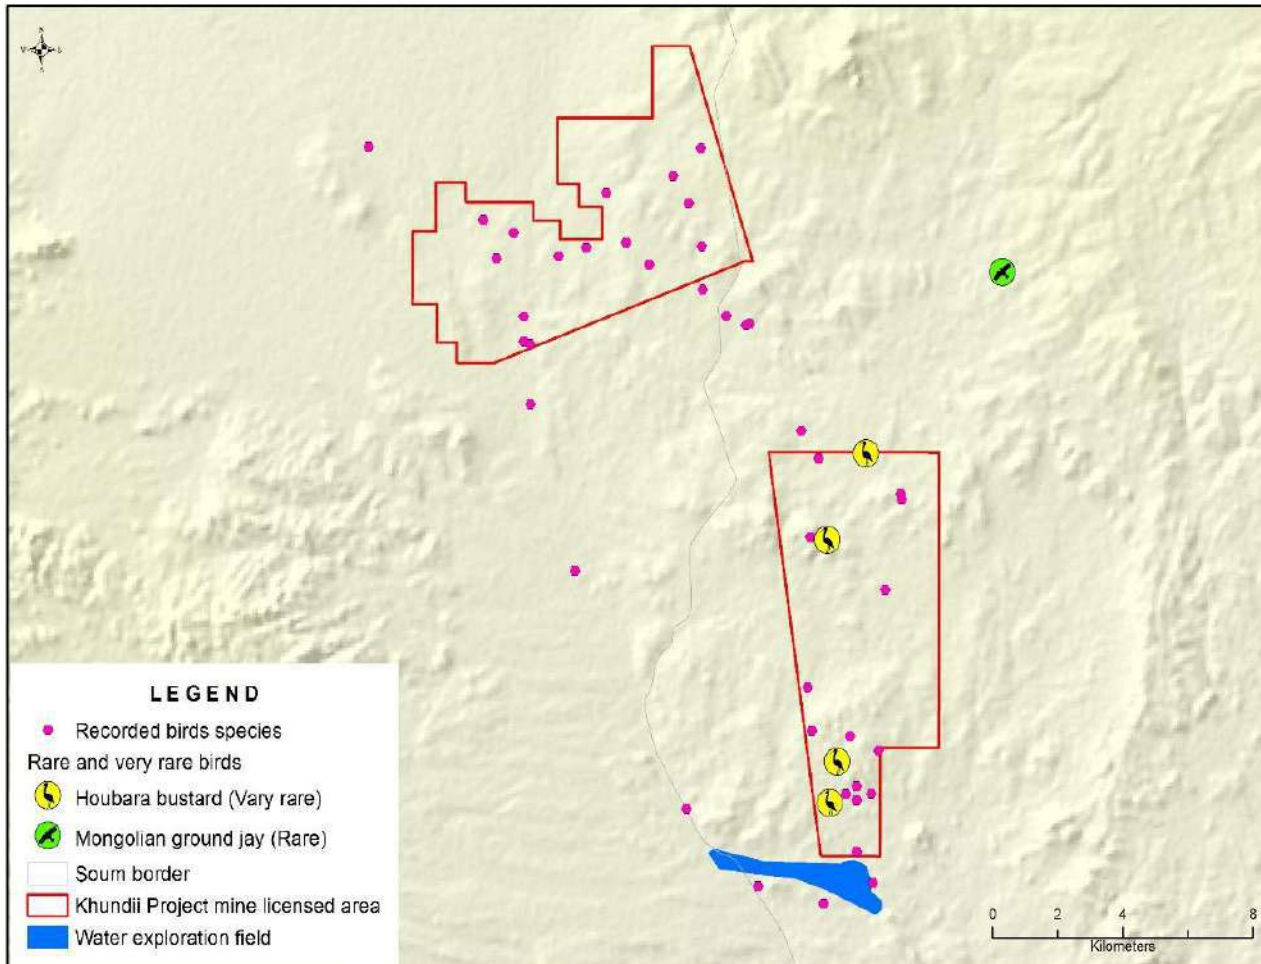 N
S
LEGEND
Recorded birds species
Rare and very rare birds
Houbara bustard (Vary rare)
Mongolian ground jay (Rare)
Soum border
Khundii Project mine licensed area
Water exploration field
0 2 4 8
Kilometers